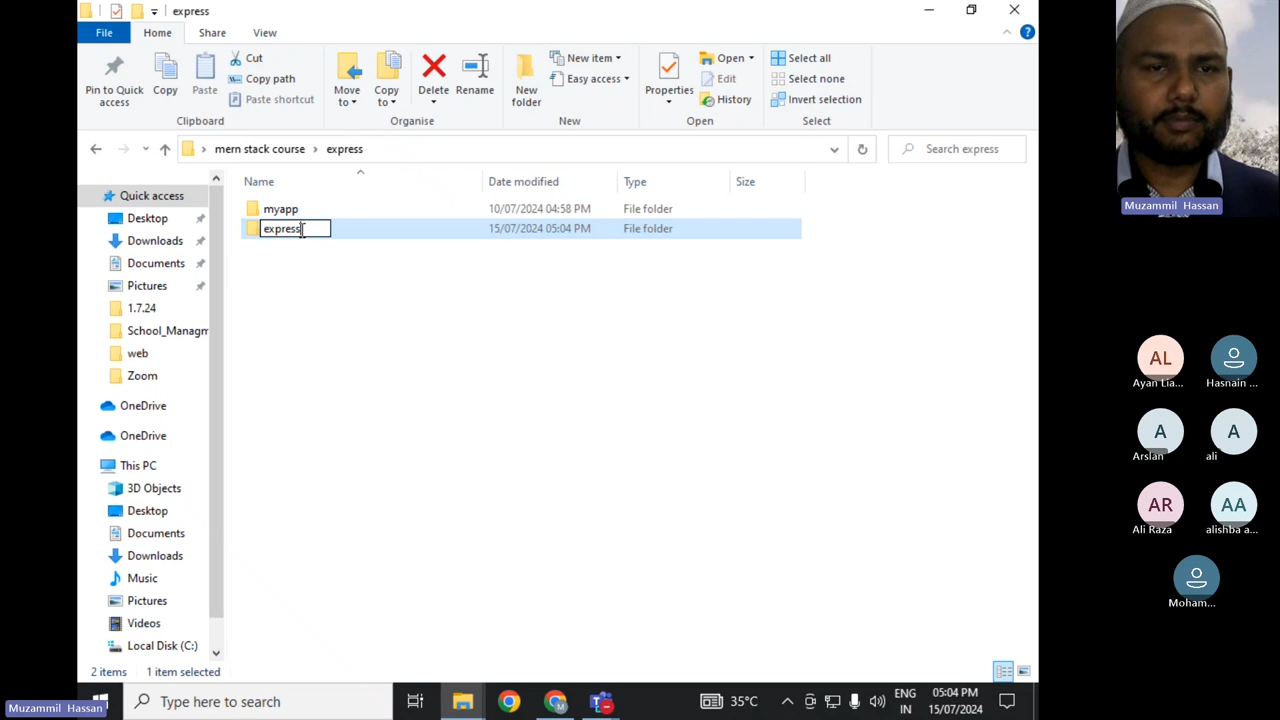 express
File
Home
Share
View
Pin to Quick access
Copy
Paste
Cut
Copy path
Paste shortcut
Clipboard
Move to
Copy to
Delete
Rename
Organise
New folder
New item
Easy access
New
Properties
Open
Edit
History
Open
Select all
Select none
Invert selection
Select
mern stack course
express
Search express
Name
Date modified
Type
Size
myapp
10/07/2024 04:58 PM
File folder
express
15/07/2024 05:04 PM
File folder
Quick access
Desktop
Downloads
Documents
Pictures
1.7.24
School_Managm
web
Zoom
OneDrive
OneDrive
This PC
3D Objects
Desktop
Documents
Downloads
Music
Pictures
Videos
Local Disk (C:)
2 items
1 item selected
Type here to search
35°C
ENG
IN
05:04 PM
15/07/2024
Muzammil Hassan
Muzammil Hassan
AL
Ayan Lia...
Hasnain ...
A
Arslan
A
ali
AR
Ali Raza
AA
alishba a...
Moham...